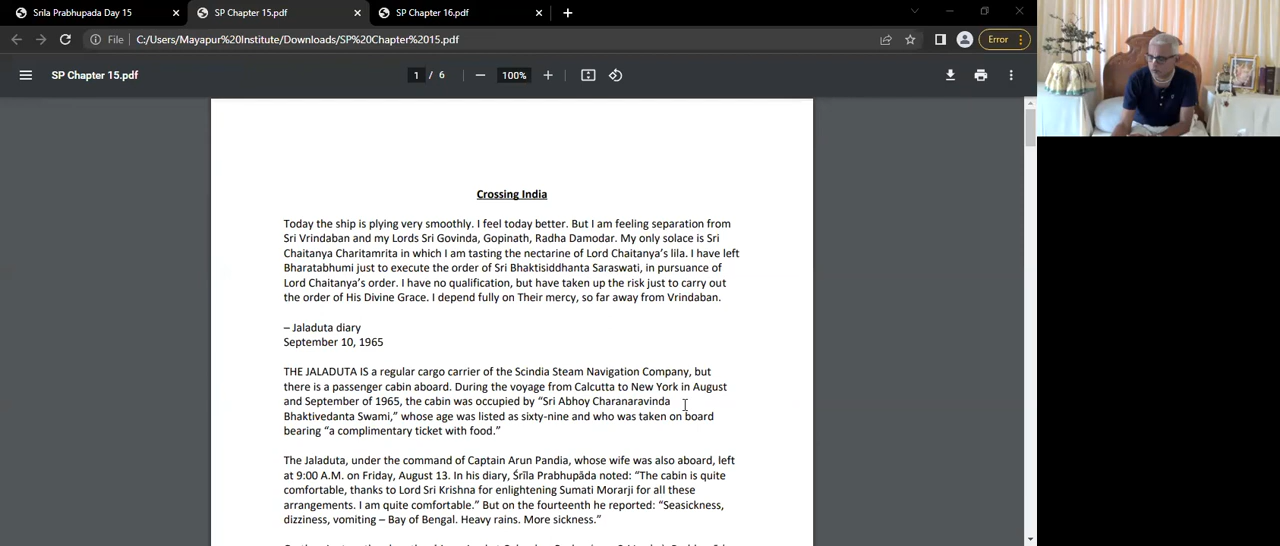 Srila Prabhupada Day 15
SP Chapter 15.pdf
SP Chapter 16.pdf
File
C:/Users/Mayapur%20Institute/Downloads/SP%20Chapter%2015.pdf
Error
SP Chapter 15.pdf
1 / 6
100%
Crossing India
Today the ship is plying very smoothly. I feel today better. But I am feeling separation from
Sri Vrindaban and my Lords Sri Govinda, Gopinath, Radha Damodar. My only solace is Sri
Chaitanya Charitamrita in which I am tasting the nectarine of Lord Chaitanya’s lila. I have left
Bharatabhumi just to execute the order of Sri Bhaktisiddhanta Saraswati, in pursuance of
Lord Chaitanya’s order. I have no qualification, but have taken up the risk just to carry out
the order of His Divine Grace. I depend fully on Their mercy, so far away from Vrindaban.
– Jaladuta diary
September 10, 1965
THE JALADUTA IS a regular cargo carrier of the Scindia Steam Navigation Company, but
there is a passenger cabin aboard. During the voyage from Calcutta to New York in August
and September of 1965, the cabin was occupied by “Sri Abhoy Charanaravinda
Bhaktivedanta Swami,” whose age was listed as sixty-nine and who was taken on board
bearing “a complimentary ticket with food.”
The Jaladuta, under the command of Captain Arun Pandia, whose wife was also aboard, left
at 9:00 A.M. on Friday, August 13. In his diary, Śrīla Prabhupāda noted: “The cabin is quite
comfortable, thanks to Lord Sri Krishna for enlightening Sumati Morarji for all these
arrangements. I am quite comfortable.” But on the fourteenth he reported: “Seasickness,
dizziness, vomiting – Bay of Bengal. Heavy rains. More sickness.”